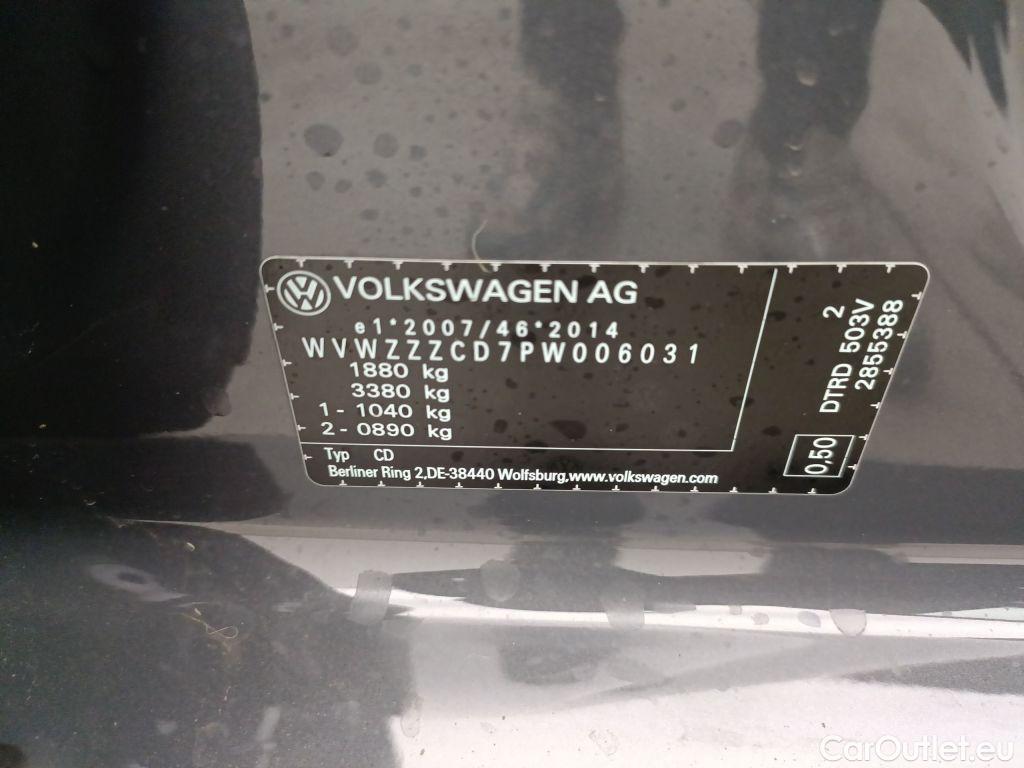 VOLKSWAGEN AG
e1*2007/46*2014
WVWZZZCD7PW006031
1880 kg
3380 kg
1 - 1040 kg
2 - 0890 kg
Typ CD
Berliner Ring 2,DE-38440 Wolfsburg,www.volkswagen.com
2
DTRD 503V
2855388
0,50
CarOutlet.eu